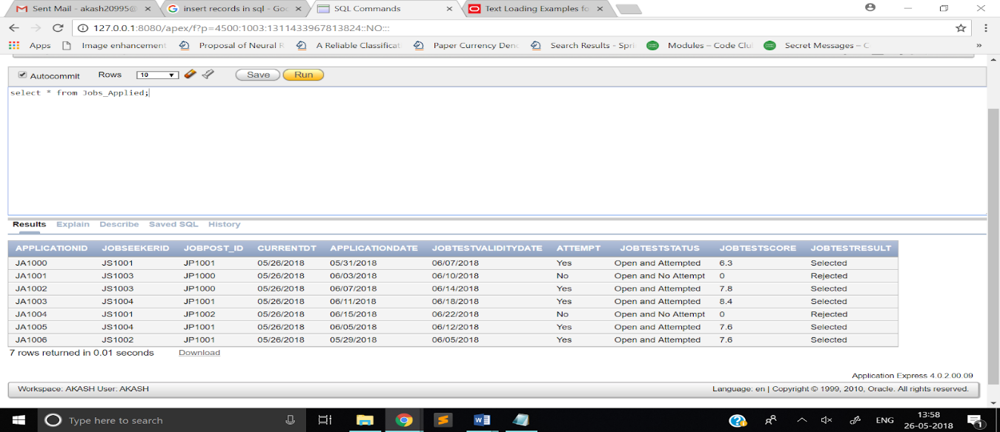 Sent Mail - akash20995@ insert records in sql - Goo SQL Commands Text Loading Examples fo
127.0.0.1:8080/apex/f?p=4500:1003:1311433967813824::NO:::
Apps Image enhancement Proposal of Neural R A Reliable Classificati Paper Currency Deno Search Results - Spri Modules – Code Clu Secret Messages – C »
Autocommit Rows 10 Save Run
select * from Jobs_Applied;
Results Explain Describe Saved SQL History
APPLICATIONID JOBSEEKERID JOBPOST_ID CURRENTDT APPLICATIONDATE JOBTESTVALIDITYDATE ATTEMPT JOBTESTSTATUS JOBTESTSCORE JOBTESTRESULT
JA1000 JS1001 JP1001 05/26/2018 05/31/2018 06/07/2018 Yes Open and Attempted 6.3 Selected
JA1001 JS1003 JP1000 05/26/2018 06/03/2018 06/10/2018 No Open and No Attempt 0 Rejected
JA1002 JS1003 JP1000 05/26/2018 06/07/2018 06/14/2018 Yes Open and Attempted 7.8 Selected
JA1003 JS1004 JP1001 05/26/2018 06/11/2018 06/18/2018 Yes Open and Attempted 8.4 Selected
JA1004 JS1001 JP1002 05/26/2018 06/15/2018 06/22/2018 No Open and No Attempt 0 Rejected
JA1005 JS1004 JP1001 05/26/2018 06/05/2018 06/12/2018 Yes Open and Attempted 7.6 Selected
JA1006 JS1002 JP1001 05/26/2018 05/29/2018 06/05/2018 Yes Open and Attempted 7.6 Selected
7 rows returned in 0.01 seconds Download
Application Express 4.0.2.00.09
Workspace: AKASH User: AKASH Language: en | Copyright © 1999, 2010, Oracle. All rights reserved.
Type here to search ENG 13:58
26-05-2018 1